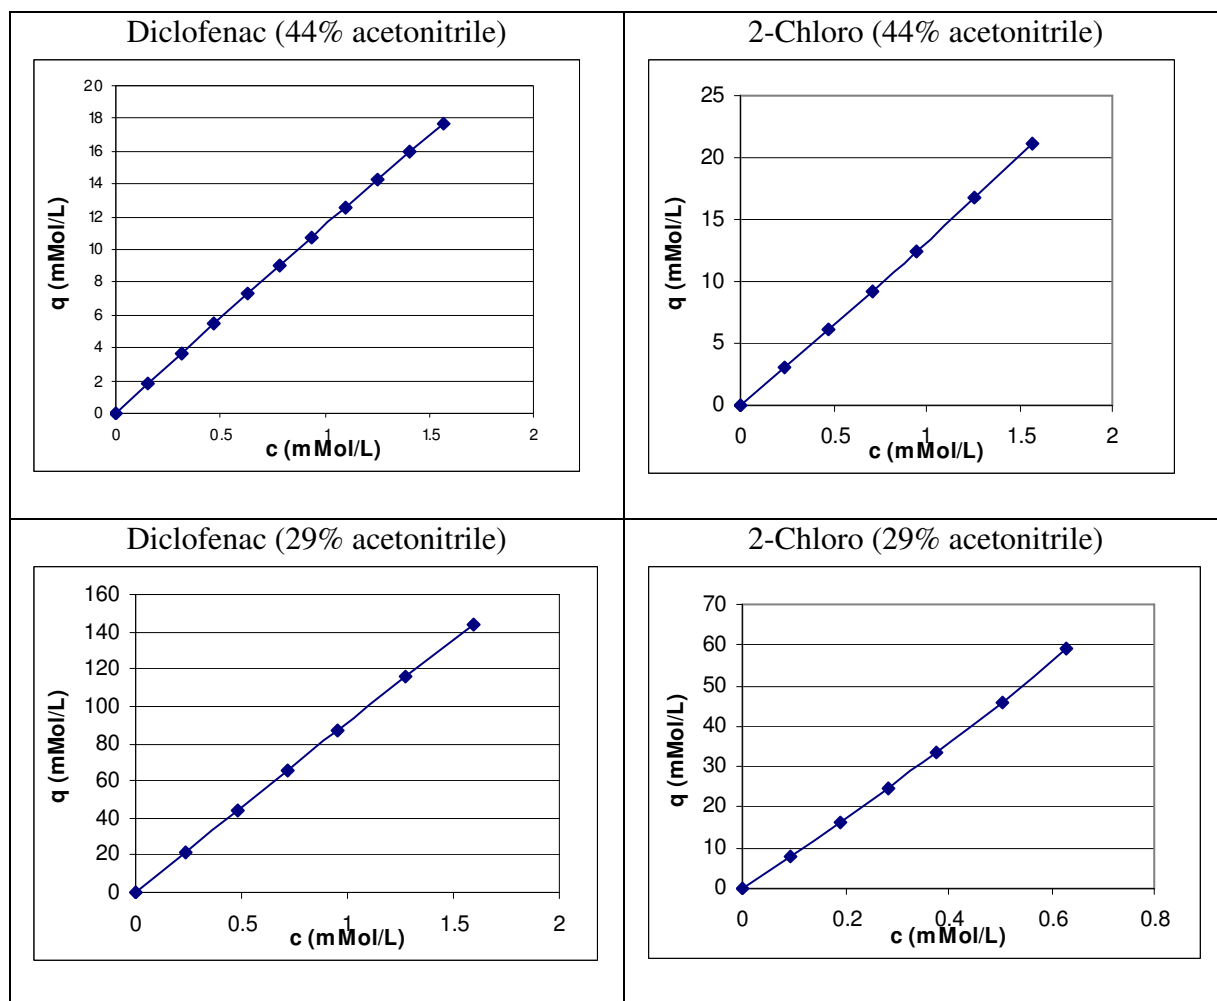 Diclofenac (44% acetonitrile)
20
18
16
14
12
10
8
6
4
2
0
q (mMol/L)
0 0.5 1 1.5 2
c (mMol/L)
2-Chloro (44% acetonitrile)
25
20
15
10
5
0
q (mMol/L)
0 0.5 1 1.5 2
c (mMol/L)
Diclofenac (29% acetonitrile)
160
140
120
100
80
60
40
20
0
q (mMol/L)
0 0.5 1 1.5 2
c (mMol/L)
2-Chloro (29% acetonitrile)
70
60
50
40
30
20
10
0
q (mMol/L)
0 0.2 0.4 0.6 0.8
c (mMol/L)